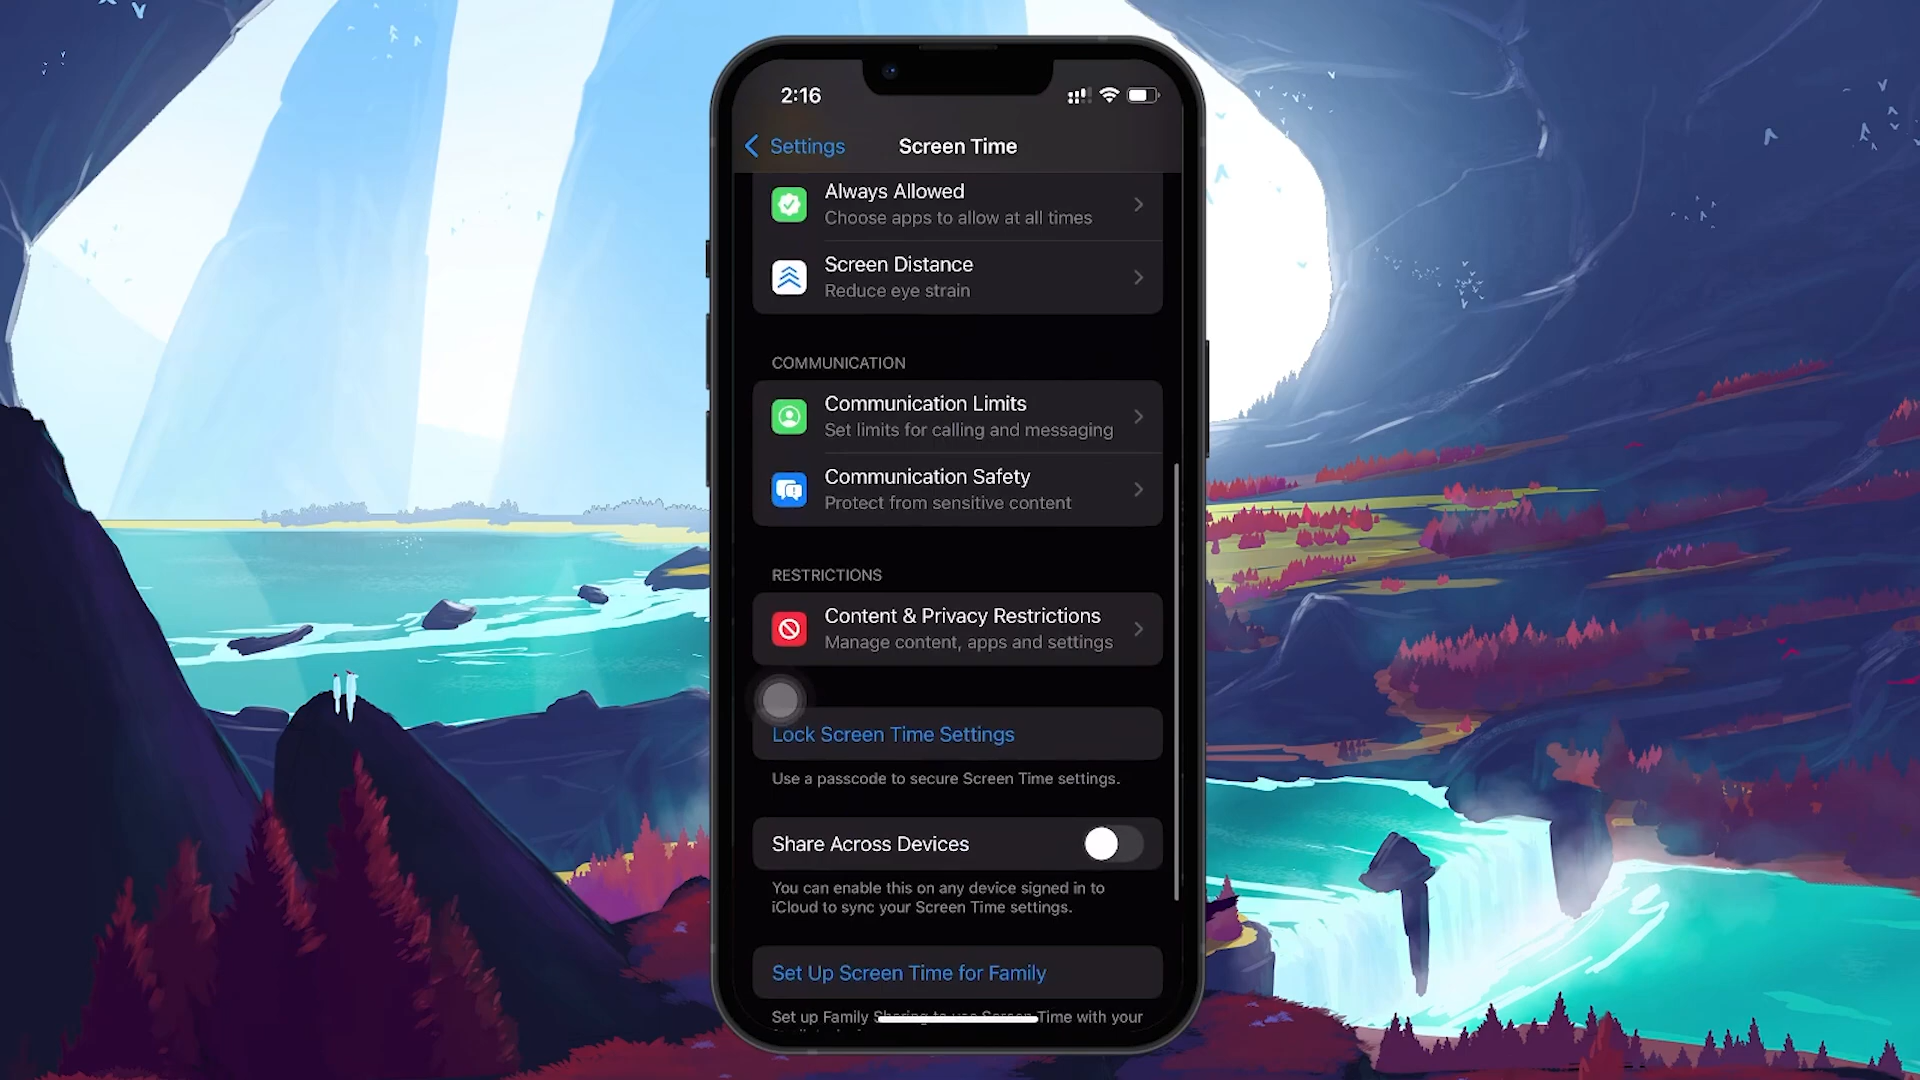 2:16
Settings
Screen Time
Always Allowed
Choose apps to allow at all times
Screen Distance
Reduce eye strain
COMMUNICATION
Communication Limits
Set limits for calling and messaging
Communication Safety
Protect from sensitive content
RESTRICTIONS
Content & Privacy Restrictions
Manage content, apps and settings
Lock Screen Time Settings
Use a passcode to secure Screen Time settings.
Share Across Devices
You can enable this on any device signed in to
iCloud to sync your Screen Time settings.
Set Up Screen Time for Family
Set up Family Sharing to use Screen Time with your